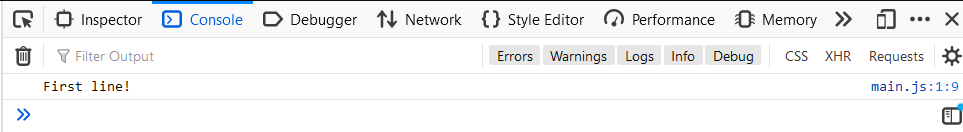 Inspector Console Debugger Network Style Editor Performance Memory
Filter Output Errors Warnings Logs Info Debug CSS XHR Requests
First line! main.js:1:9